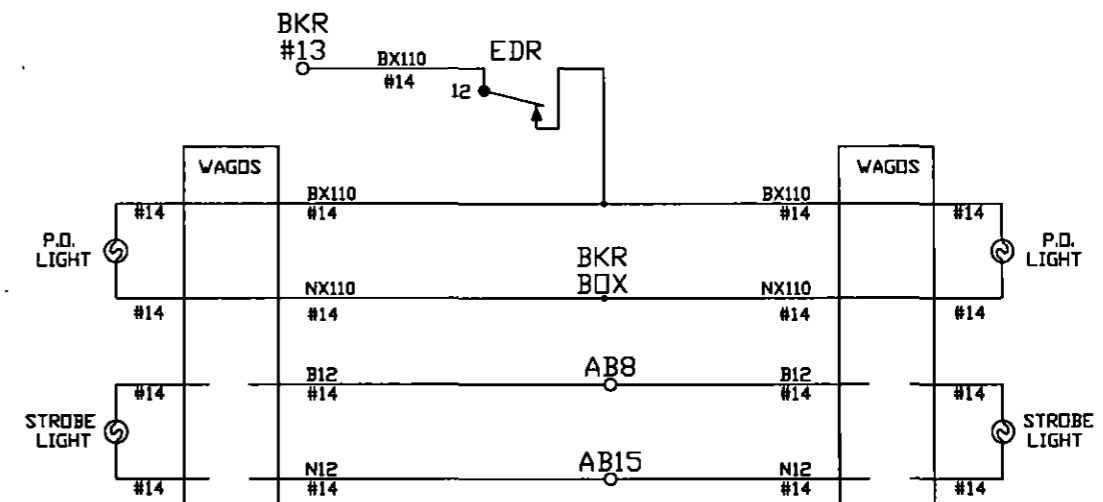 BKR
#13
BX110
#14
EDR
12
WAGOS
WAGOS
#14
BX110
#14
BX110
#14
#14
P.O.
LIGHT
BKR
BOX
P.O.
LIGHT
#14
NX110
#14
NX110
#14
#14
#14
B12
#14
AB8
B12
#14
#14
STROBE
LIGHT
STROBE
LIGHT
#14
N12
#14
AB15
N12
#14
#14